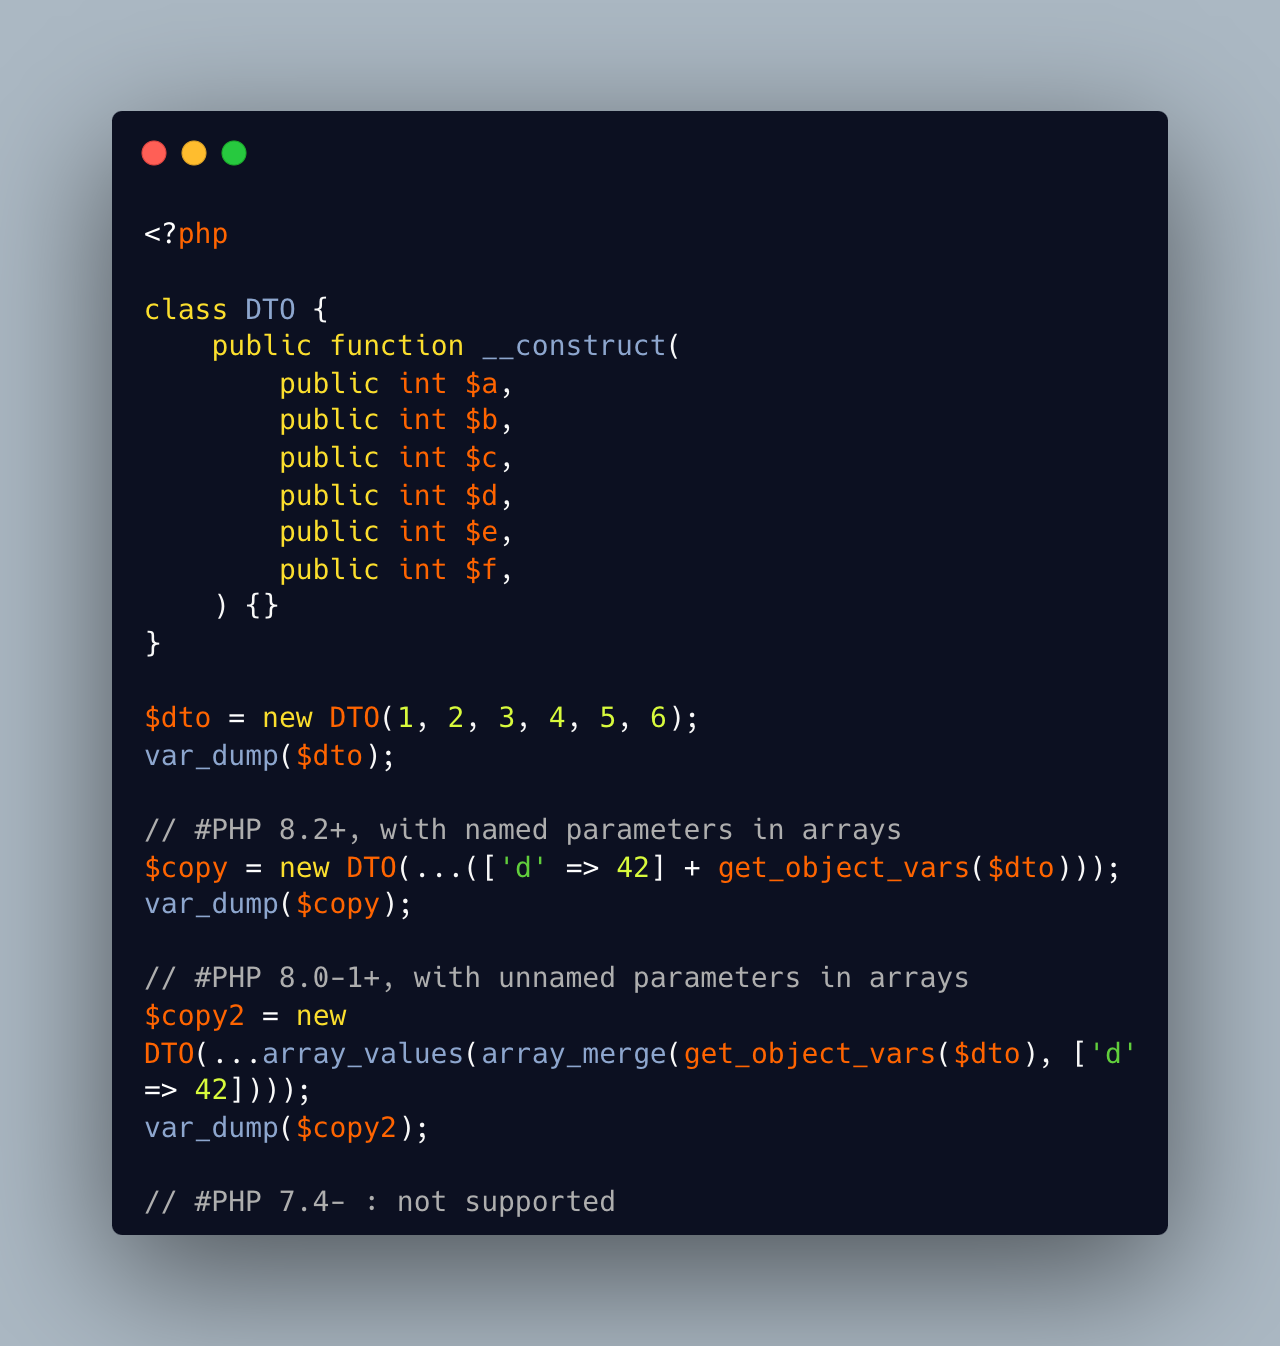 <?php
class DTO {
    public function __construct(
        public int $a,
        public int $b,
        public int $c,
        public int $d,
        public int $e,
        public int $f,
    ) {}
}
$dto = new DTO(1, 2, 3, 4, 5, 6);
var_dump($dto);
// #PHP 8.2+, with named parameters in arrays
$copy = new DTO(...(['d' => 42] + get_object_vars($dto)));
var_dump($copy);
// #PHP 8.0-1+, with unnamed parameters in arrays
$copy2 = new
DTO(...array_values(array_merge(get_object_vars($dto), ['d'
=> 42])));
var_dump($copy2);
// #PHP 7.4- : not supported